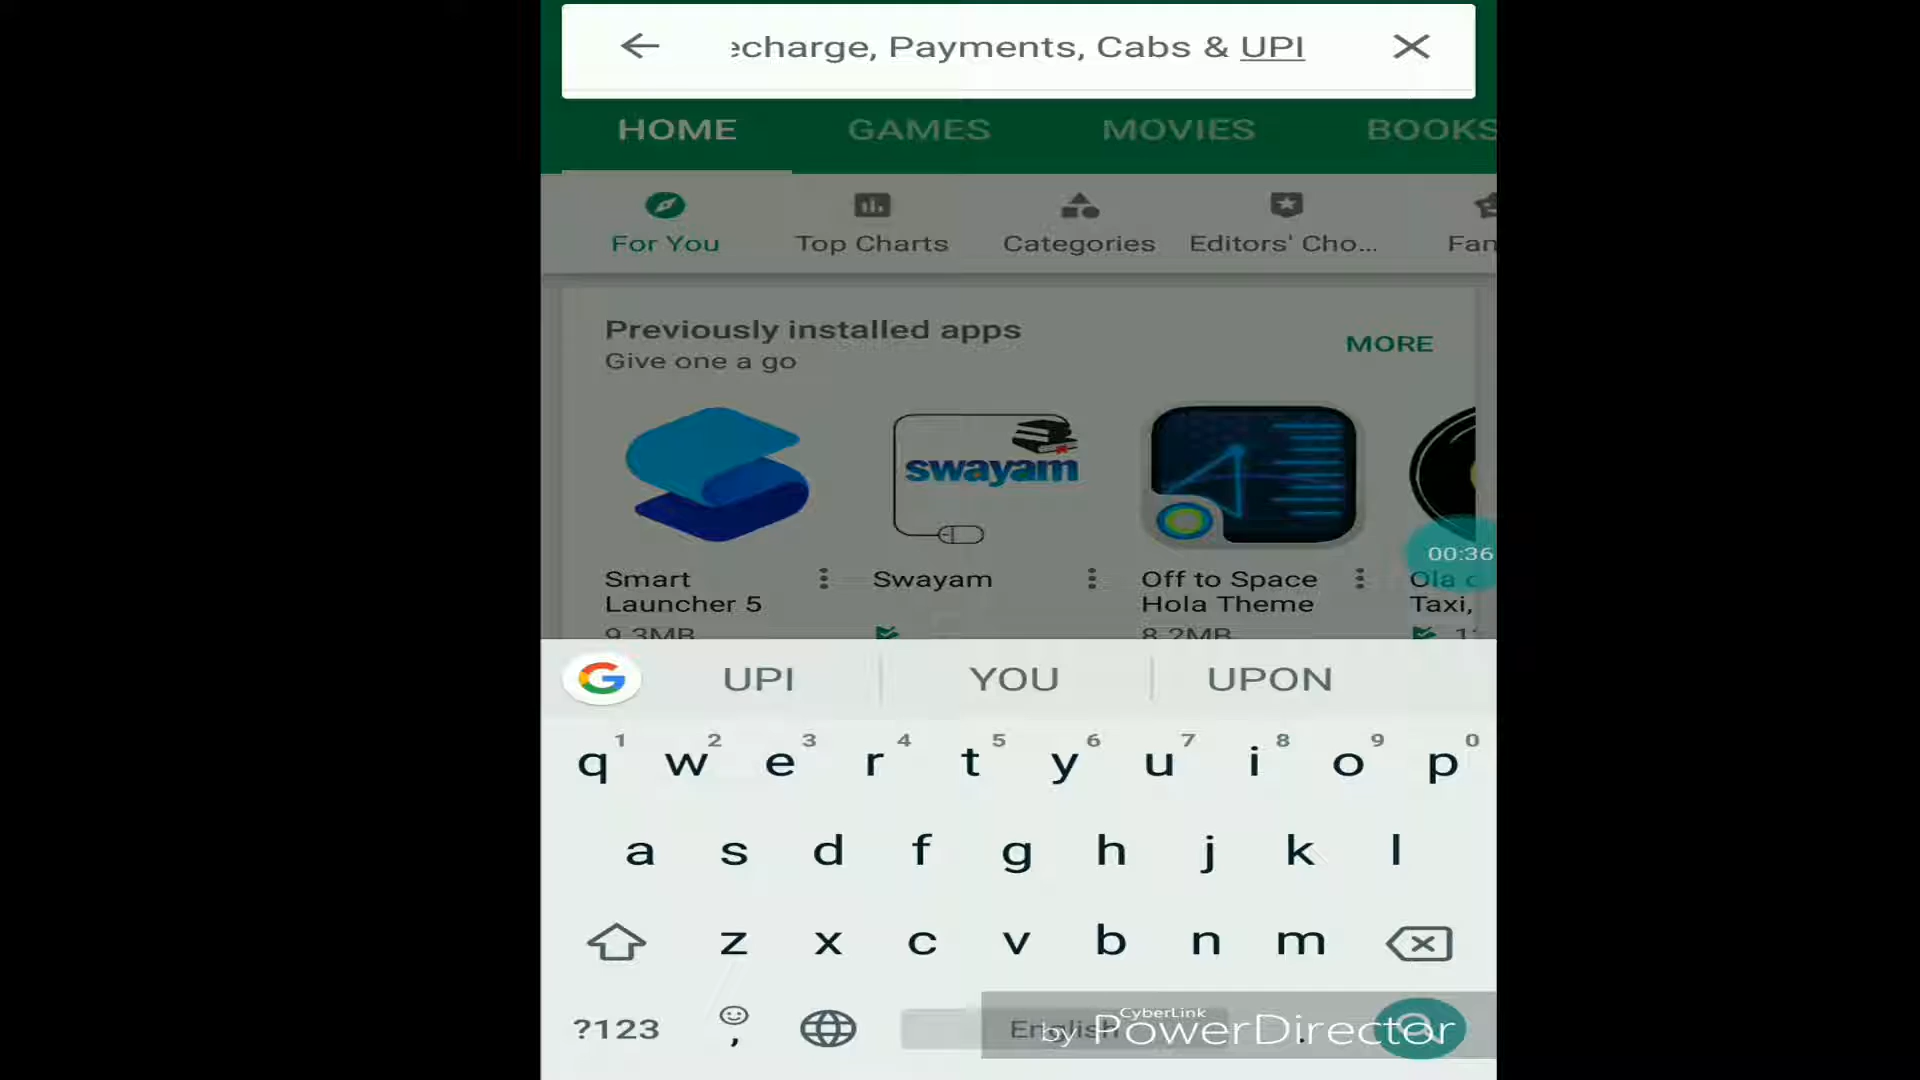 echarge, Payments, Cabs & UPI
HOME GAMES MOVIES BOOKS
For You Top Charts Categories Editors' Cho... Fan
Previously installed apps
Give one a go
MORE
swayam
00:36
Smart Launcher 5
Swayam
Off to Space Hola Theme
Ola
Taxi,
9.3MB
8.2MB
UPI YOU UPON
1 2 3 4 5 6 7 8 9 0
q w e r t y u i o p
a s d f g h j k l
z x c v b n m
?123 , English .
CyberLink
by PowerDirector